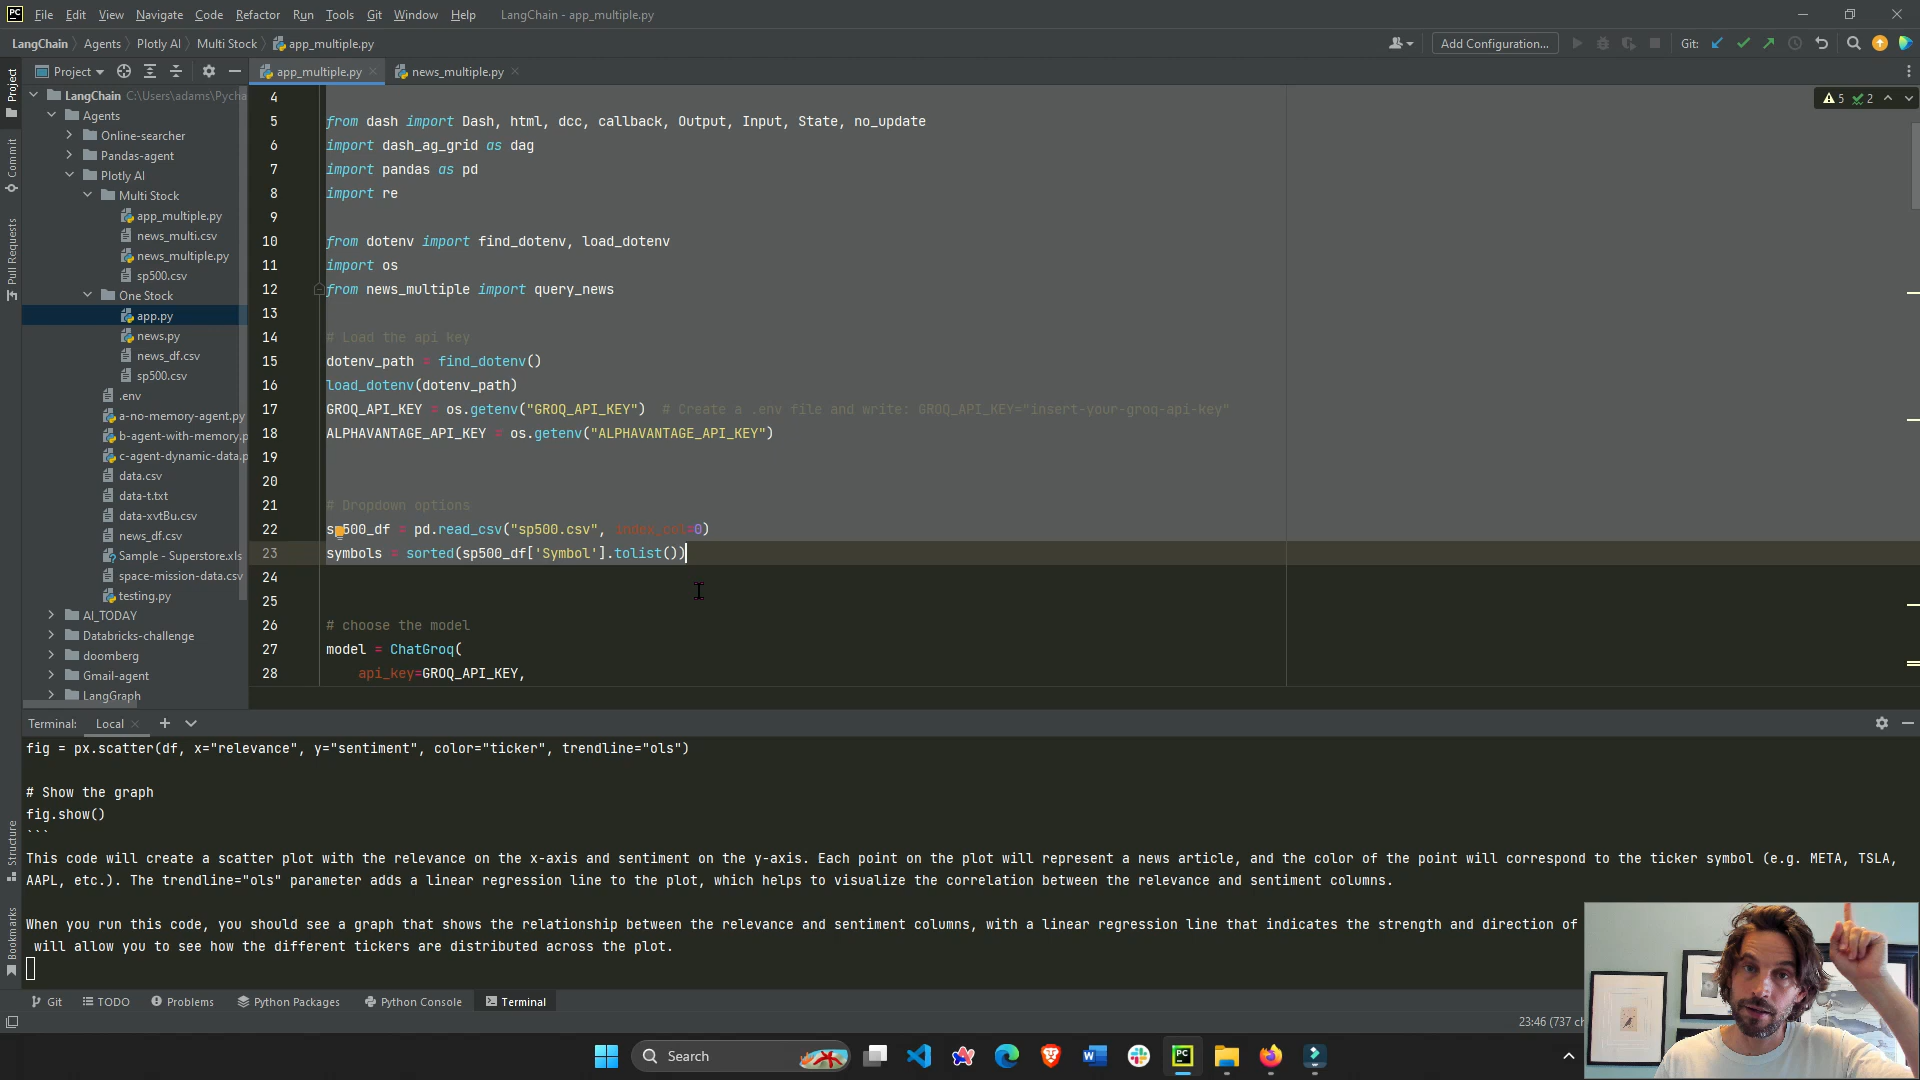 PC File Edit View Navigate Code Refactor Run Tools Git Window Help LangChain - app_multiple.py
LangChain Agents Plotly AI Multi Stock app_multiple.py Add Configuration... Git:
Project app_multiple.py news_multiple.py
LangChain C:\Users\adams\Pycha
Agents
Online-searcher
Pandas-agent
Plotly AI
Multi Stock
app_multiple.py
news_multi.csv
news_multiple.py
sp500.csv
One Stock
app.py
news.py
news_df.csv
sp500.csv
.env
a-no-memory-agent.py
b-agent-with-memory.p
c-agent-dynamic-data.p
data.csv
data-t.txt
data-xvtBu.csv
news_df.csv
Sample - Superstore.xls
space-mission-data.csv
testing.py
AI_TODAY
Databricks-challenge
doomberg
Gmail-agent
LangGraph
Project
Commit
Pull Requests
Structure
Bookmarks
5 2
4
5 from dash import Dash, html, dcc, callback, Output, Input, State, no_update
6 import dash_ag_grid as dag
7 import pandas as pd
8 import re
9
10 from dotenv import find_dotenv, load_dotenv
11 import os
12 from news_multiple import query_news
13
14 # Load the api key
15 dotenv_path = find_dotenv()
16 load_dotenv(dotenv_path)
17 GROQ_API_KEY = os.getenv("GROQ_API_KEY") # Create a .env file and write: GROQ_API_KEY="insert-your-groq-api-key"
18 ALPHAVANTAGE_API_KEY = os.getenv("ALPHAVANTAGE_API_KEY")
19
20
21 # Dropdown options
22 sp500_df = pd.read_csv("sp500.csv", index_col=0)
23 symbols = sorted(sp500_df['Symbol'].tolist())
24
25
26 # choose the model
27 model = ChatGroq(
28 api_key=GROQ_API_KEY,
Terminal: Local
fig = px.scatter(df, x="relevance", y="sentiment", color="ticker", trendline="ols")
# Show the graph
fig.show()
```
This code will create a scatter plot with the relevance on the x-axis and sentiment on the y-axis. Each point on the plot will represent a news article, and the color of the point will correspond to the ticker symbol (e.g. META, TSLA,
AAPL, etc.). The trendline="ols" parameter adds a linear regression line to the plot, which helps to visualize the correlation between the relevance and sentiment columns.
When you run this code, you should see a graph that shows the relationship between the relevance and sentiment columns, with a linear regression line that indicates the strength and direction of
will allow you to see how the different tickers are distributed across the plot.
Git TODO Problems Python Packages Python Console Terminal
23:46 (737 ch
Search